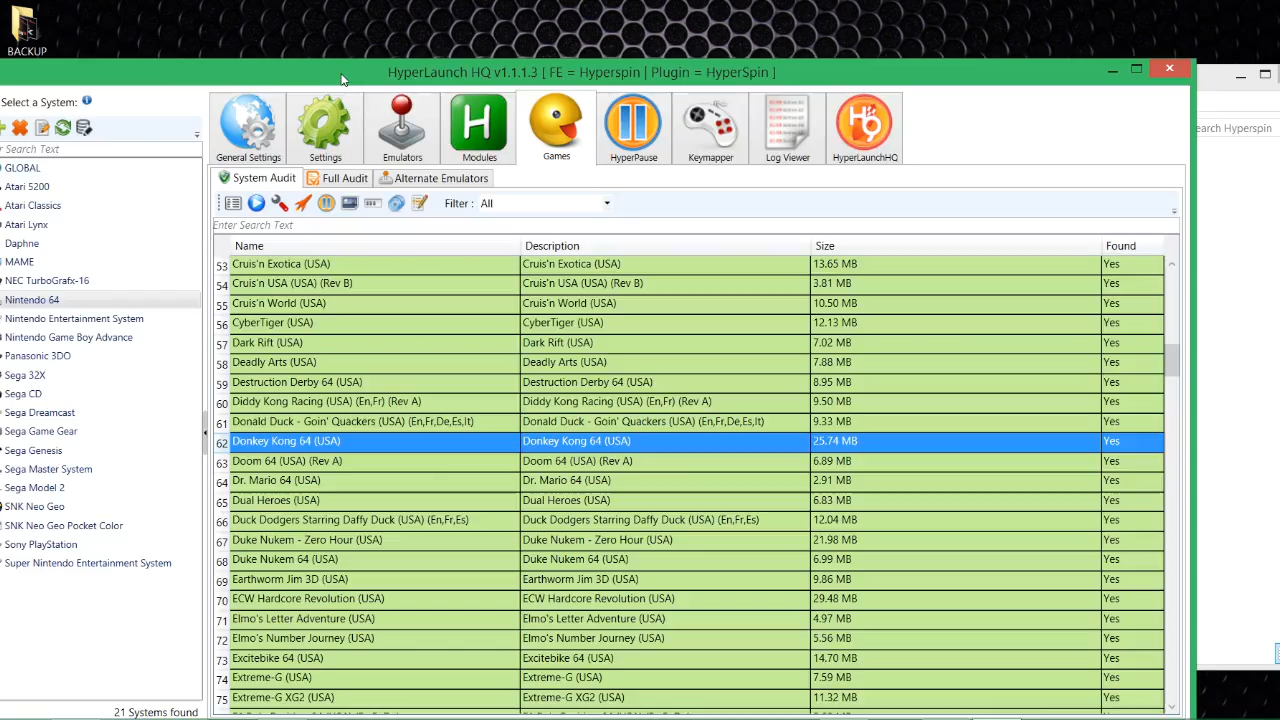 BACKUP
HyperLaunch HQ v1.1.1.3 [ FE = Hyperspin | Plugin = HyperSpin ]
Select a System:
earch Hyperspin
General Settings
Settings
Emulators
Modules
Games
HyperPause
Keymapper
Log Viewer
HyperLaunchHQ
nter Search Text
System Audit
Full Audit
Alternate Emulators
Filter : All
Enter Search Text
GLOBAL
Atari 5200
Atari Classics
Atari Lynx
Daphne
MAME
NEC TurboGrafx-16
Nintendo 64
Nintendo Entertainment System
Nintendo Game Boy Advance
Panasonic 3DO
Sega 32X
Sega CD
Sega Dreamcast
Sega Game Gear
Sega Genesis
Sega Master System
Sega Model 2
SNK Neo Geo
SNK Neo Geo Pocket Color
Sony PlayStation
Super Nintendo Entertainment System
21 Systems found
Name Description Size Found
53 Cruis'n Exotica (USA) Cruis'n Exotica (USA) 13.65 MB Yes
54 Cruis'n USA (USA) (Rev B) Cruis'n USA (USA) (Rev B) 3.81 MB Yes
55 Cruis'n World (USA) Cruis'n World (USA) 10.50 MB Yes
56 CyberTiger (USA) CyberTiger (USA) 12.13 MB Yes
57 Dark Rift (USA) Dark Rift (USA) 7.02 MB Yes
58 Deadly Arts (USA) Deadly Arts (USA) 7.88 MB Yes
59 Destruction Derby 64 (USA) Destruction Derby 64 (USA) 8.95 MB Yes
60 Diddy Kong Racing (USA) (En,Fr) (Rev A) Diddy Kong Racing (USA) (En,Fr) (Rev A) 9.50 MB Yes
61 Donald Duck - Goin' Quackers (USA) (En,Fr,De,Es,It) Donald Duck - Goin' Quackers (USA) (En,Fr,De,Es,It) 9.33 MB Yes
62 Donkey Kong 64 (USA) Donkey Kong 64 (USA) 25.74 MB Yes
63 Doom 64 (USA) (Rev A) Doom 64 (USA) (Rev A) 6.89 MB Yes
64 Dr. Mario 64 (USA) Dr. Mario 64 (USA) 2.91 MB Yes
65 Dual Heroes (USA) Dual Heroes (USA) 6.83 MB Yes
66 Duck Dodgers Starring Daffy Duck (USA) (En,Fr,Es) Duck Dodgers Starring Daffy Duck (USA) (En,Fr,Es) 12.04 MB Yes
67 Duke Nukem - Zero Hour (USA) Duke Nukem - Zero Hour (USA) 21.98 MB Yes
68 Duke Nukem 64 (USA) Duke Nukem 64 (USA) 6.99 MB Yes
69 Earthworm Jim 3D (USA) Earthworm Jim 3D (USA) 9.86 MB Yes
70 ECW Hardcore Revolution (USA) ECW Hardcore Revolution (USA) 29.48 MB Yes
71 Elmo's Letter Adventure (USA) Elmo's Letter Adventure (USA) 4.97 MB Yes
72 Elmo's Number Journey (USA) Elmo's Number Journey (USA) 5.56 MB Yes
73 Excitebike 64 (USA) Excitebike 64 (USA) 14.70 MB Yes
74 Extreme-G (USA) Extreme-G (USA) 7.59 MB Yes
75 Extreme-G XG2 (USA) Extreme-G XG2 (USA) 11.32 MB Yes